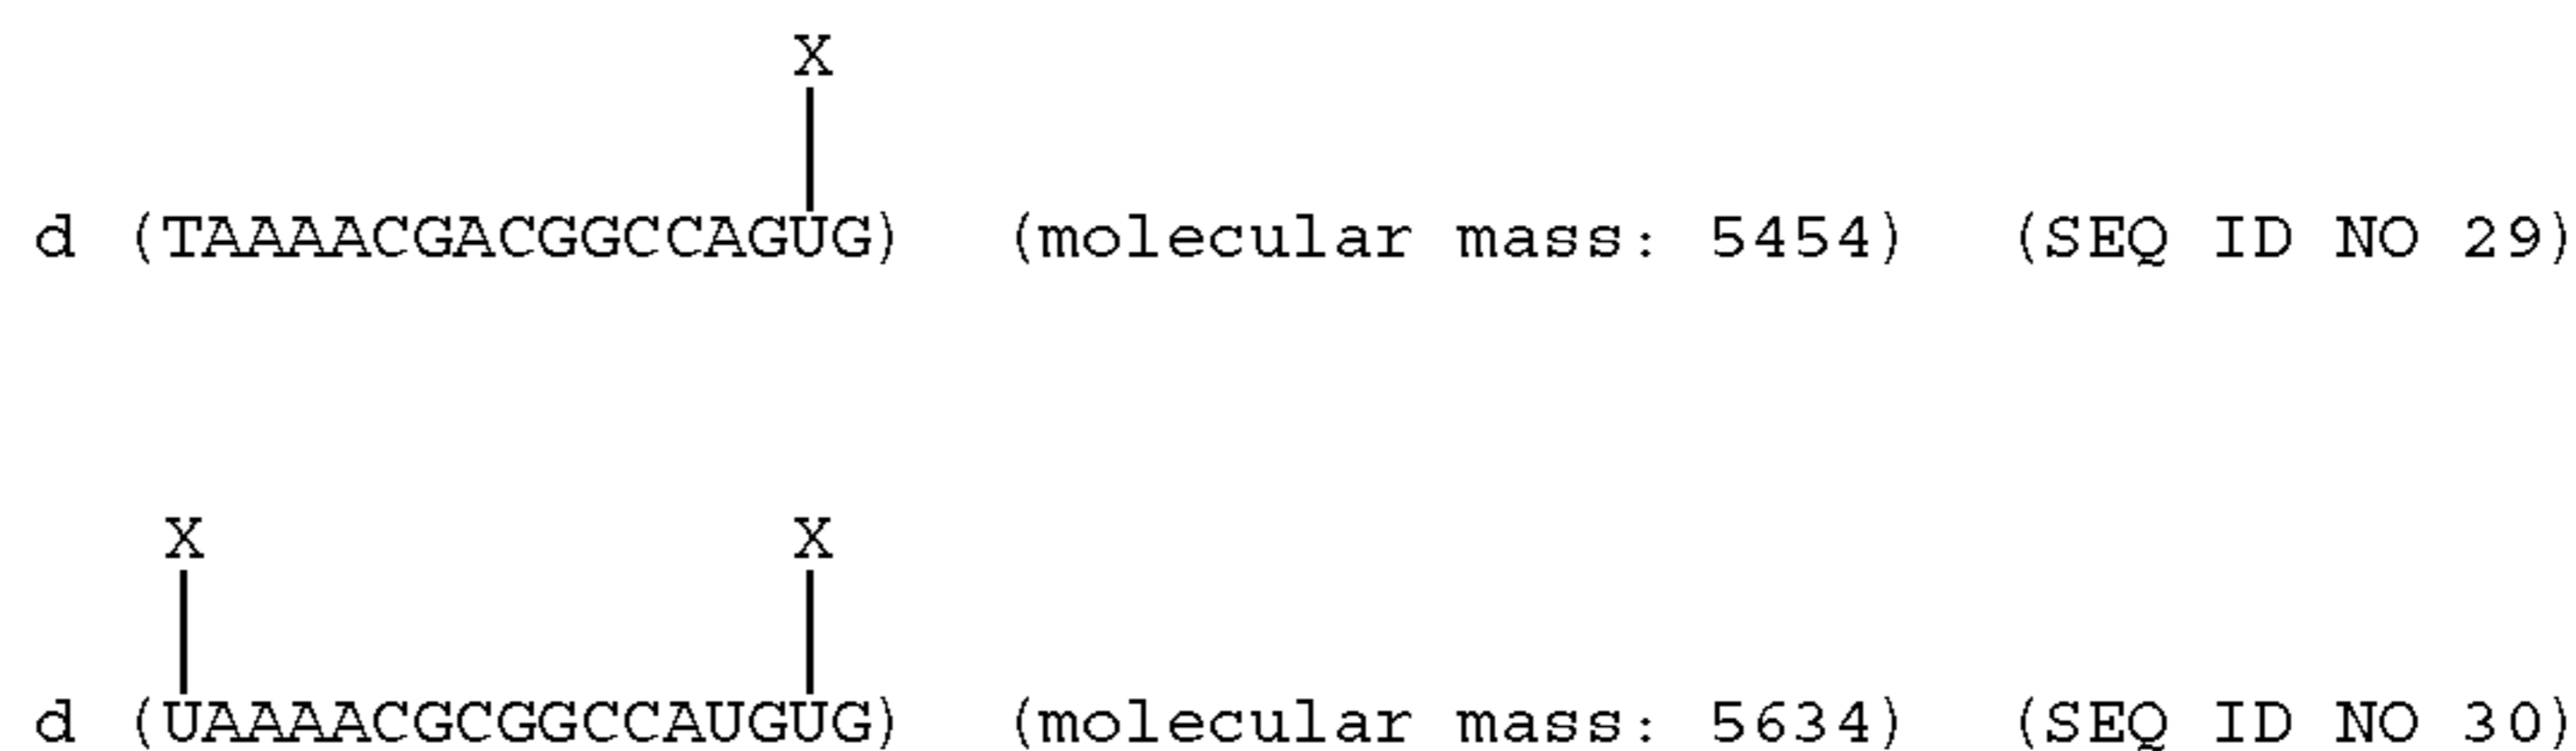 X
d (TAAAACGACGGCCAGUG) (molecular mass: 5454) (SEQ ID NO 29)
X X
d (UAAAACGCGGCCAUGUG) (molecular mass: 5634) (SEQ ID NO 30)